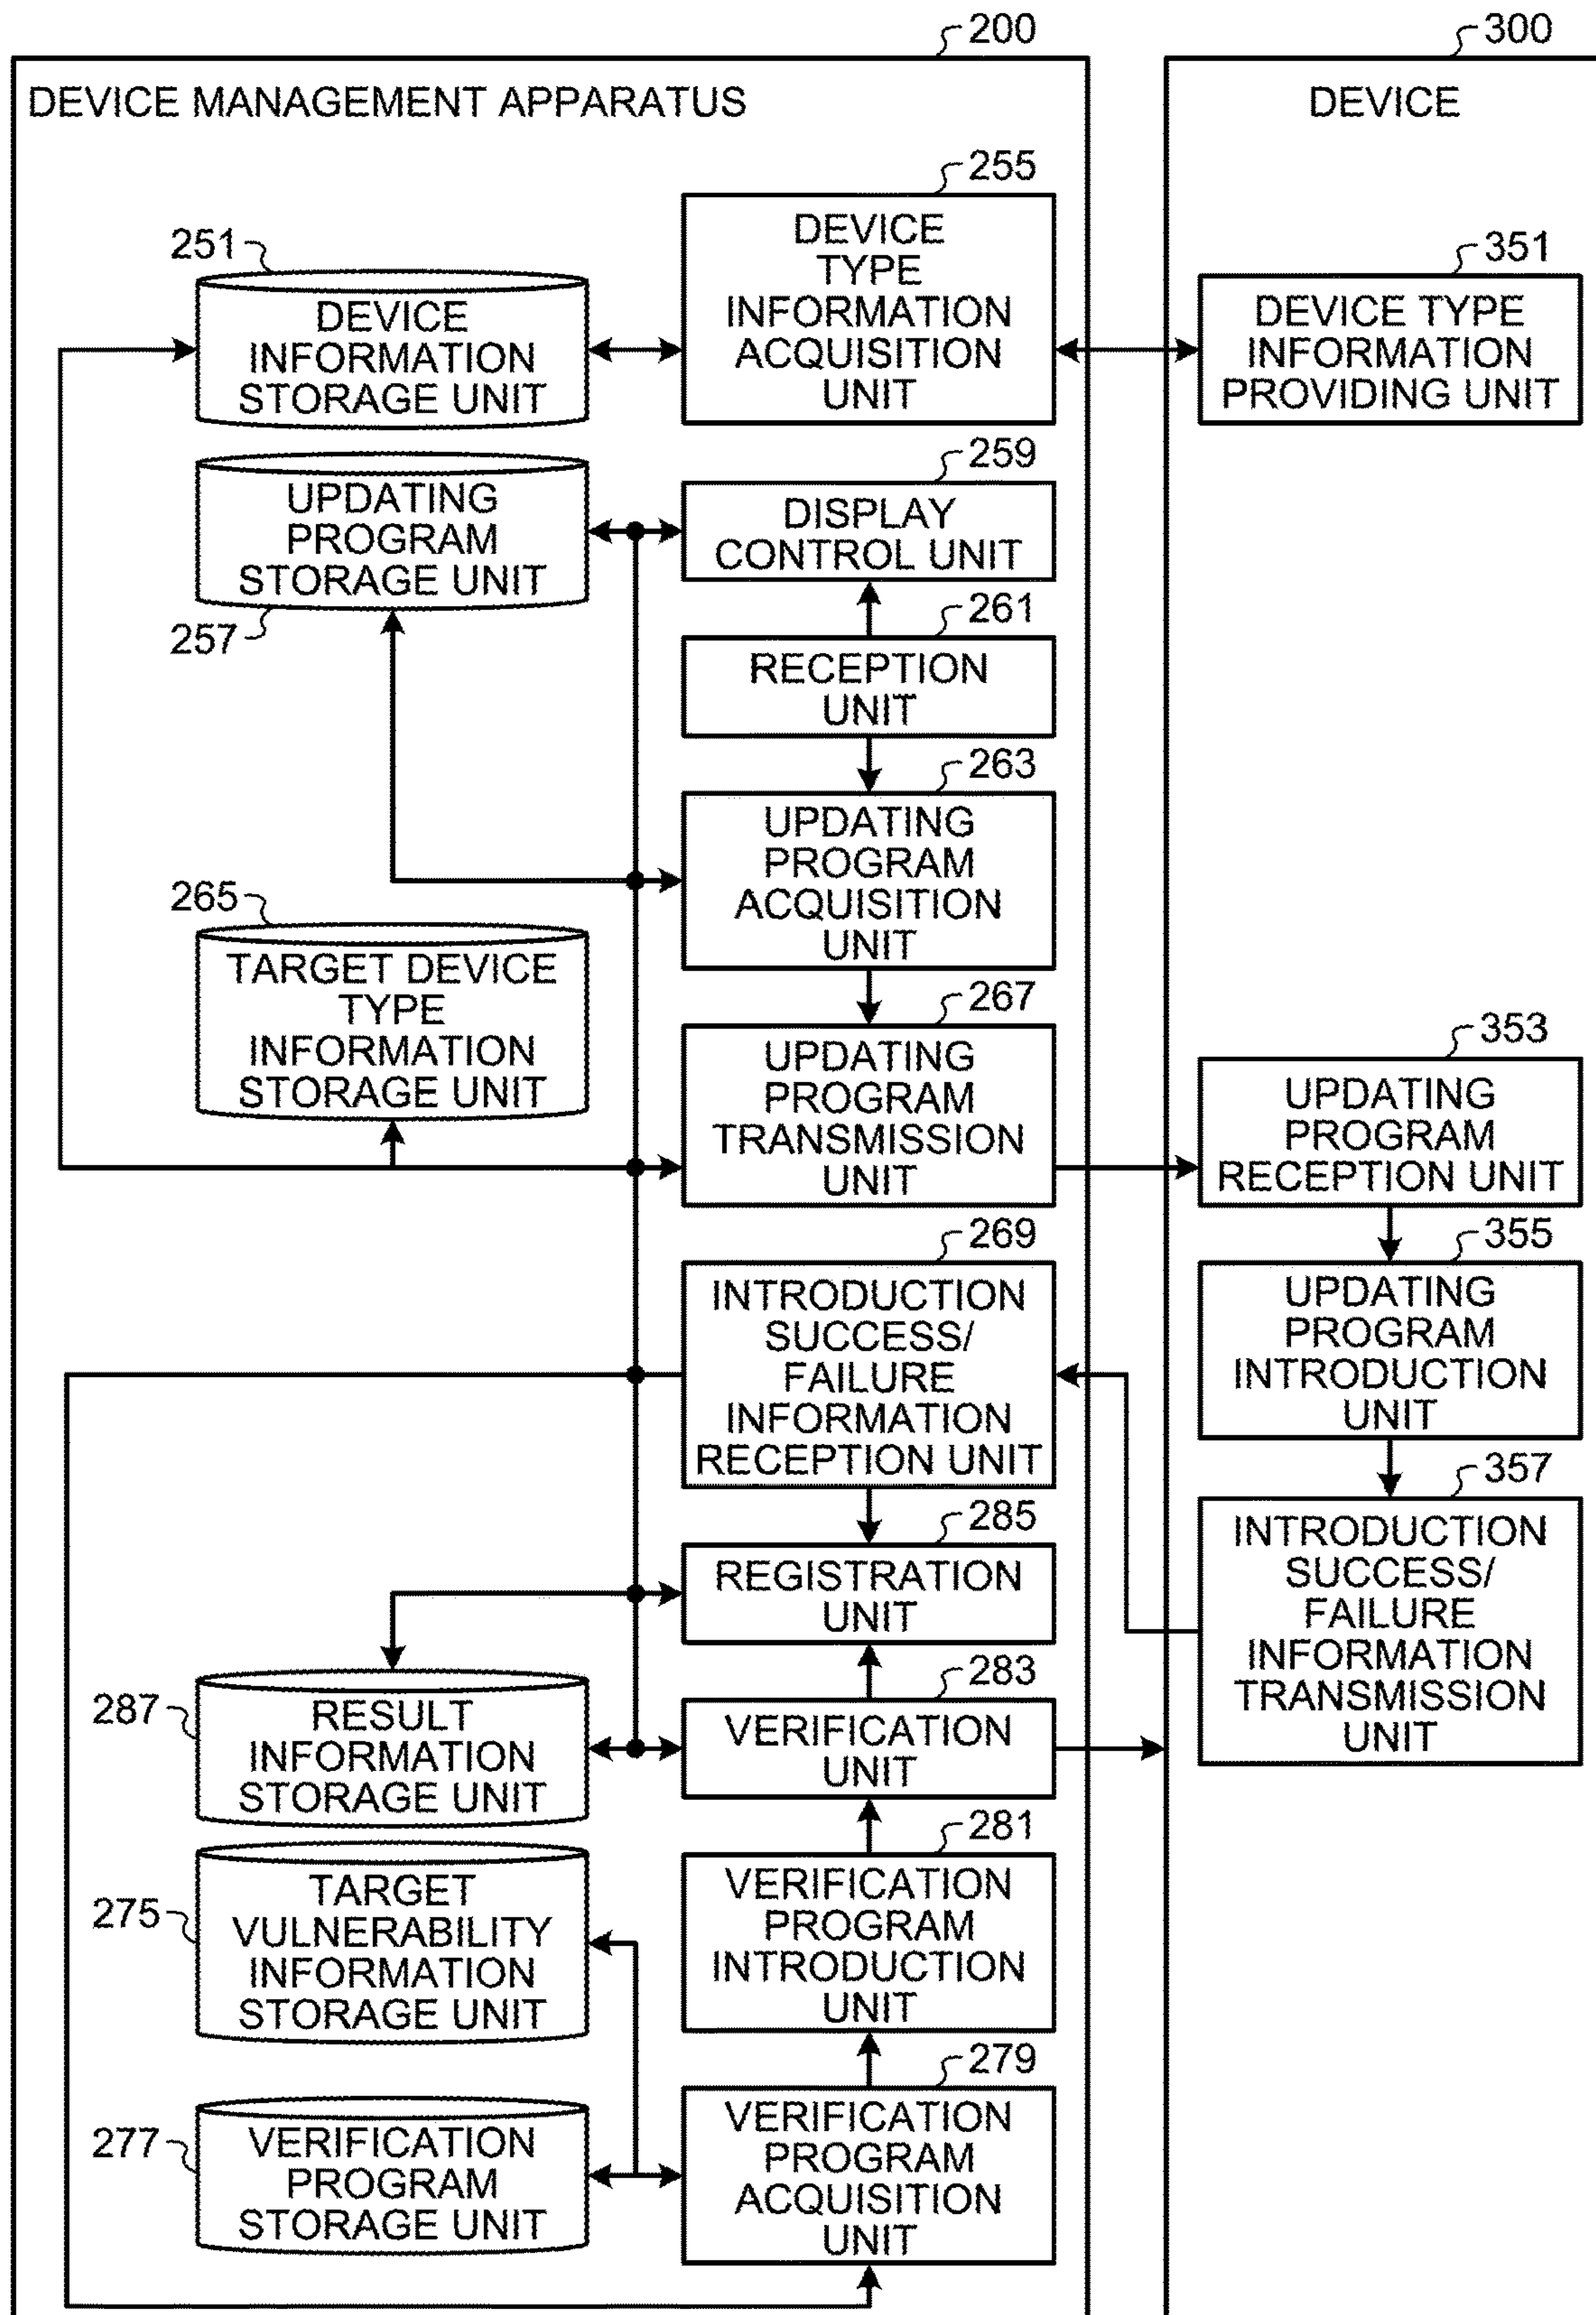 200
300
DEVICE MANAGEMENT APPARATUS
DEVICE
255
DEVICE
TYPE
INFORMATION
ACQUISITION
UNIT
251
DEVICE
INFORMATION
STORAGE UNIT
351
DEVICE TYPE
INFORMATION
PROVIDING UNIT
UPDATING
PROGRAM
STORAGE UNIT
257
259
DISPLAY
CONTROL UNIT
261
RECEPTION
UNIT
263
UPDATING
PROGRAM
ACQUISITION
UNIT
265
TARGET DEVICE
TYPE
INFORMATION
STORAGE UNIT
267
UPDATING
PROGRAM
TRANSMISSION
UNIT
353
UPDATING
PROGRAM
RECEPTION UNIT
269
INTRODUCTION
SUCCESS/
FAILURE
INFORMATION
RECEPTION UNIT
355
UPDATING
PROGRAM
INTRODUCTION
UNIT
357
INTRODUCTION
SUCCESS/
FAILURE
INFORMATION
TRANSMISSION
UNIT
285
REGISTRATION
UNIT
287
RESULT
INFORMATION
STORAGE UNIT
283
VERIFICATION
UNIT
275
TARGET
VULNERABILITY
INFORMATION
STORAGE UNIT
281
VERIFICATION
PROGRAM
INTRODUCTION
UNIT
277
VERIFICATION
PROGRAM
STORAGE UNIT
279
VERIFICATION
PROGRAM
ACQUISITION
UNIT